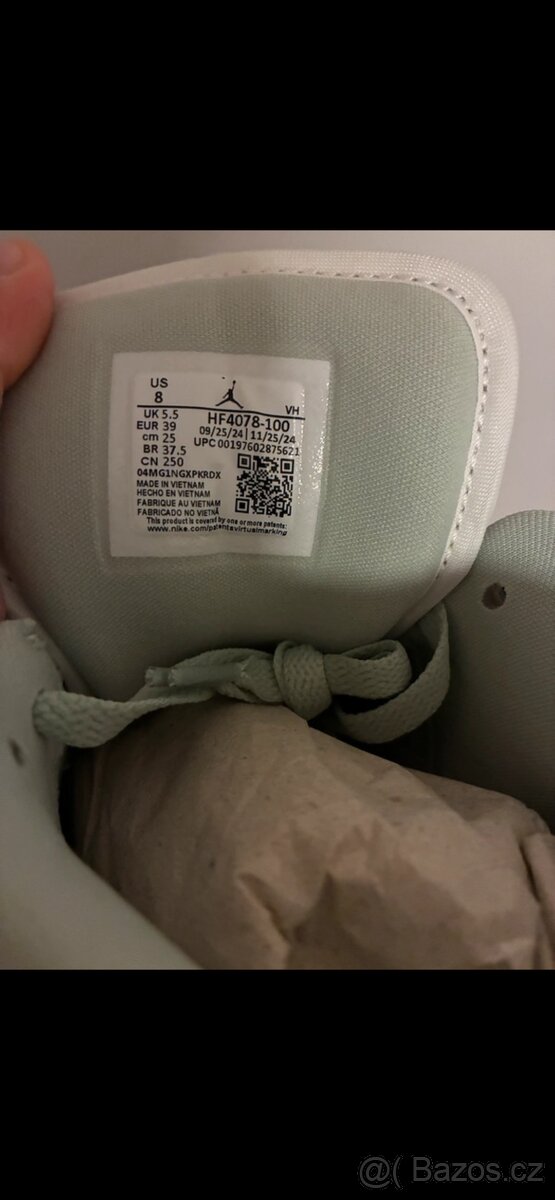 US
8
VH
UK 5.5
HF4078-100
EUR 39
09/25/24 | 11/25/24
cm 25
UPC 00197602875621
BR 37.5
CN 250
04MG1NGXPKRDX
MADE IN VIETNAM
HECHO EN VIETNAM
FABRIQUE AU VIETNAM
FABRICADO NO VIETNÃ
This product is covered by one or more patents:
www.nike.com/patentsvirtualmarking
@( Bazos.cz